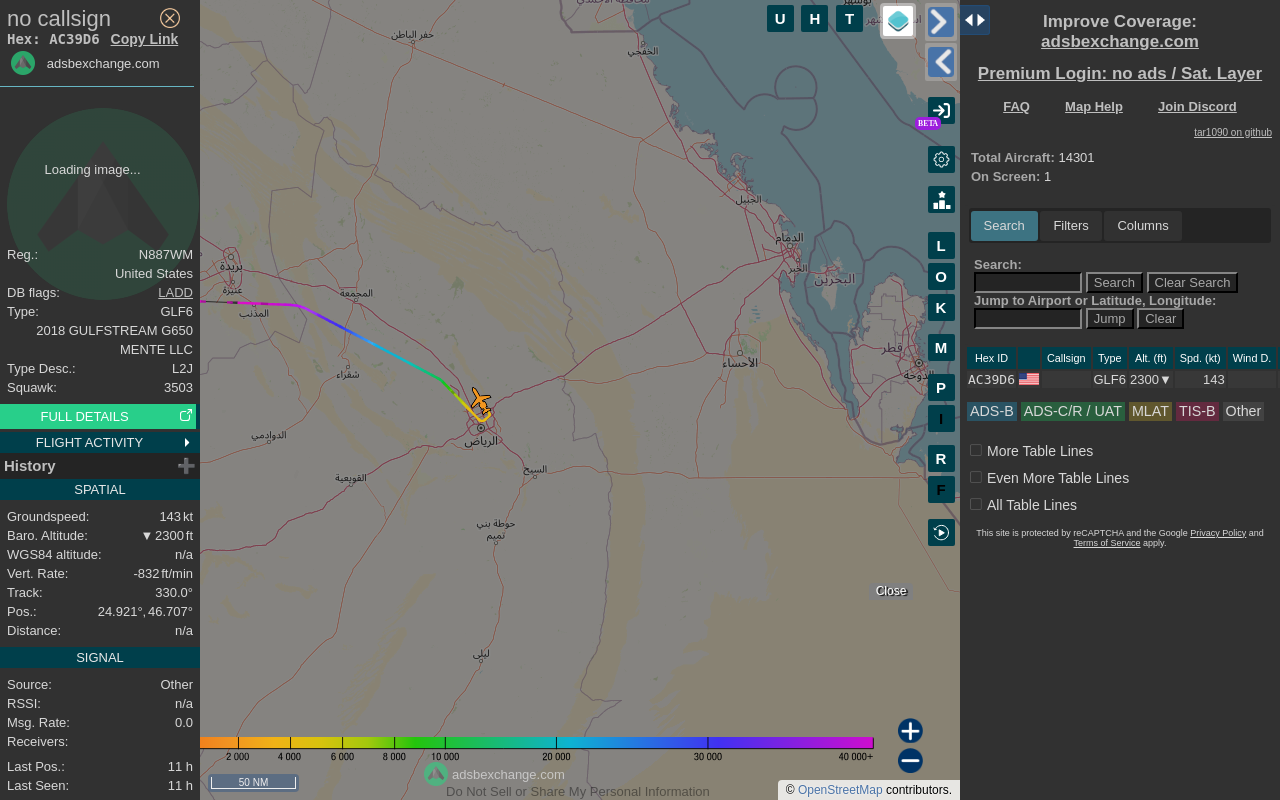 no callsign
Hex: AC39D6 Copy Link
adsbexchange.com
Loading image...
Reg.: N887WM
United States
DB flags: LADD
Type: GLF6
2018 GULFSTREAM G650
MENTE LLC
Type Desc.: L2J
Squawk: 3503
FULL DETAILS
FLIGHT ACTIVITY
History
SPATIAL
Groundspeed: 143 kt
Baro. Altitude: ▼ 2300 ft
WGS84 altitude: n/a
Vert. Rate: -832 ft/min
Track: 330.0°
Pos.: 24.921°, 46.707°
Distance: n/a
SIGNAL
Source: Other
RSSI: n/a
Msg. Rate: 0.0
Receivers:
Last Pos.: 11 h
Last Seen: 11 h
U H T
حفر الباطن
الخفجي
الجبيل
الدمام
الخبر
البحرين
بريدة
عنيزة
المذنب
المجمعة
شقراء
قطر
الدوحة
الأحساء
الدوادمي
الرياض
السيح
القويعية
حوطة بني
تميم
ليلى
BETA
L
O
K
M
P
I
R
F
Close
2 000 4 000 6 000 8 000 10 000 20 000 30 000 40 000+
adsbexchange.com
50 NM
Do Not Sell or Share My Personal Information
© OpenStreetMap contributors.
Improve Coverage:
adsbexchange.com
Premium Login: no ads / Sat. Layer
FAQ Map Help Join Discord
tar1090 on github
Total Aircraft: 14301
On Screen: 1
Search Filters Columns
Search:
Search Clear Search
Jump to Airport or Latitude, Longitude:
Jump Clear
Hex ID Callsign Type Alt. (ft) Spd. (kt) Wind D.
AC39D6 GLF6 2300▼ 143
ADS-B ADS-C/R / UAT MLAT TIS-B Other
More Table Lines
Even More Table Lines
All Table Lines
This site is protected by reCAPTCHA and the Google Privacy Policy and
Terms of Service apply.